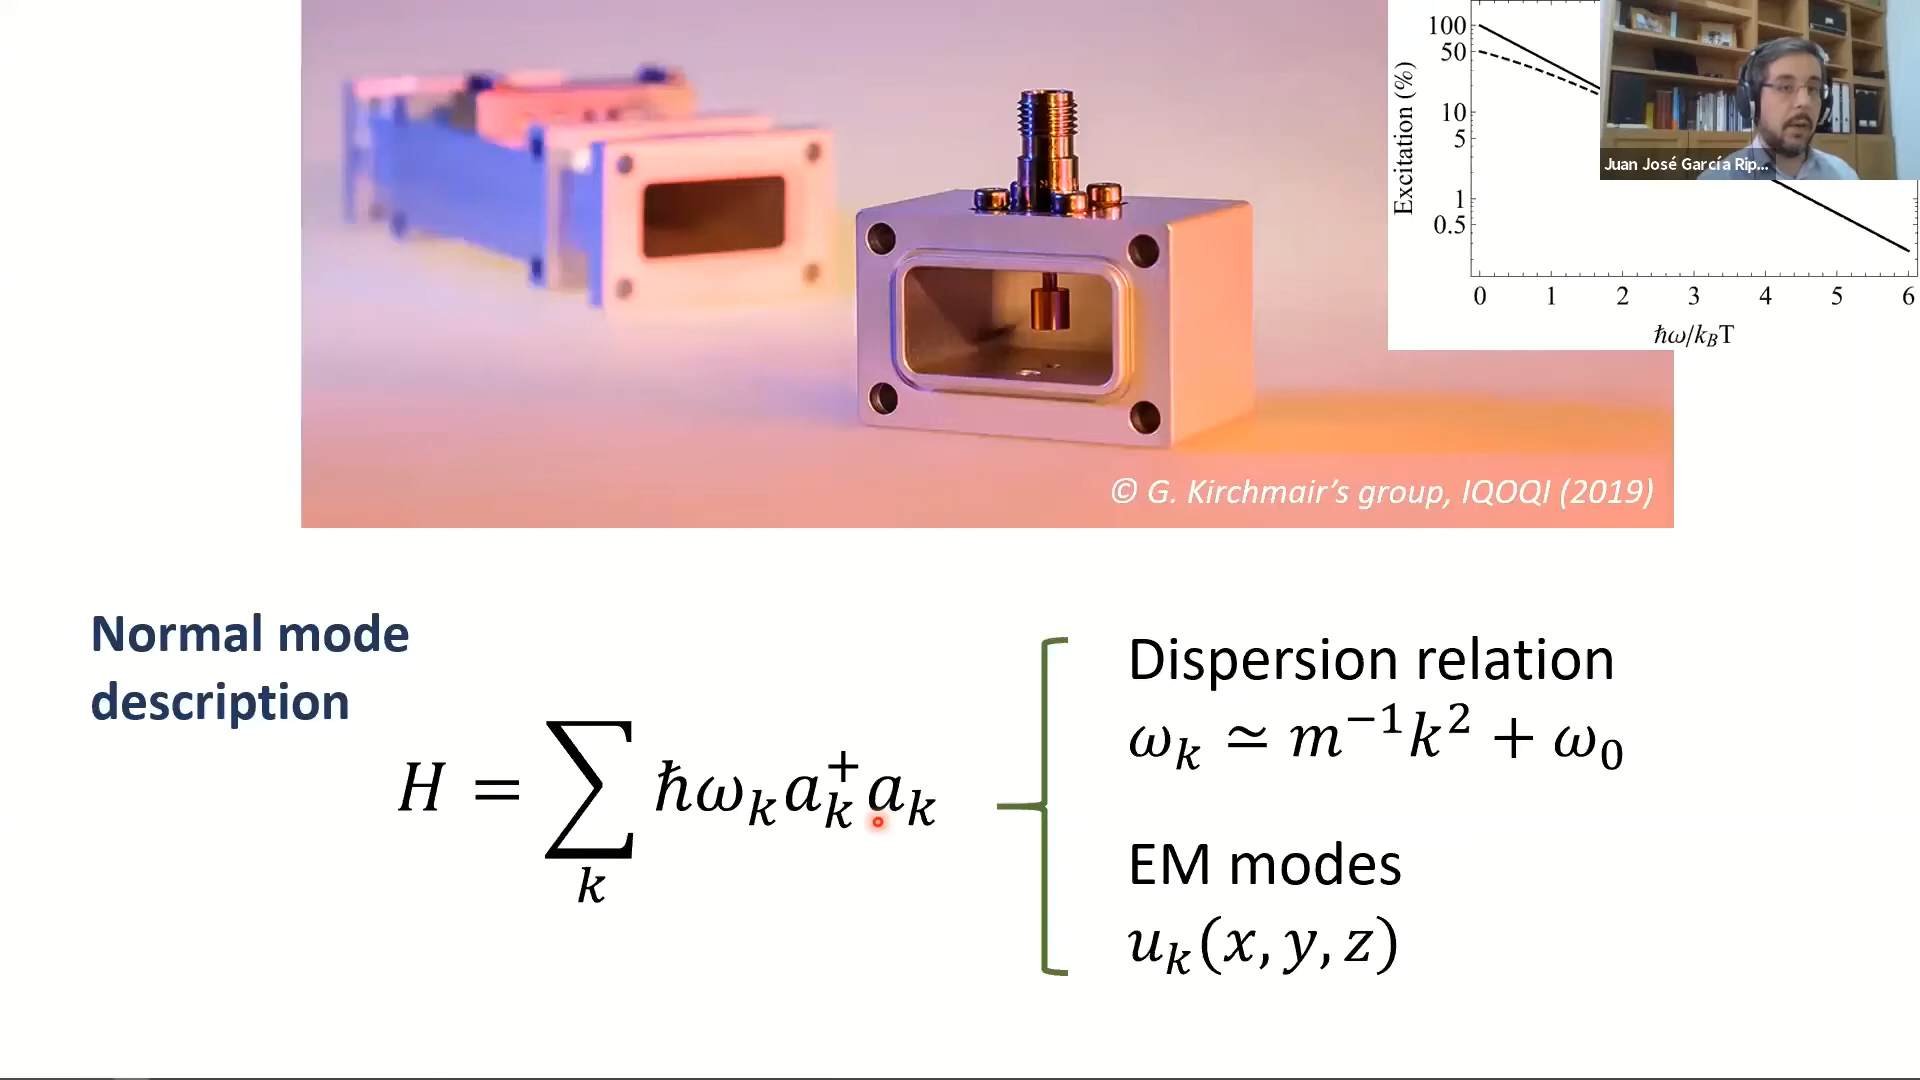 100
50
10
5
1
0.5
Excitation (%)
0 1 2 3 4 5 6
ħω/k_BT
Juan José García Rip...
© G. Kirchmair’s group, IQOQI (2019)
Normal mode
description
H = ∑_k ħω_k a_k^+ a_k
Dispersion relation
ω_k ≃ m^{−1}k^2 + ω_0
EM modes
u_k(x, y, z)